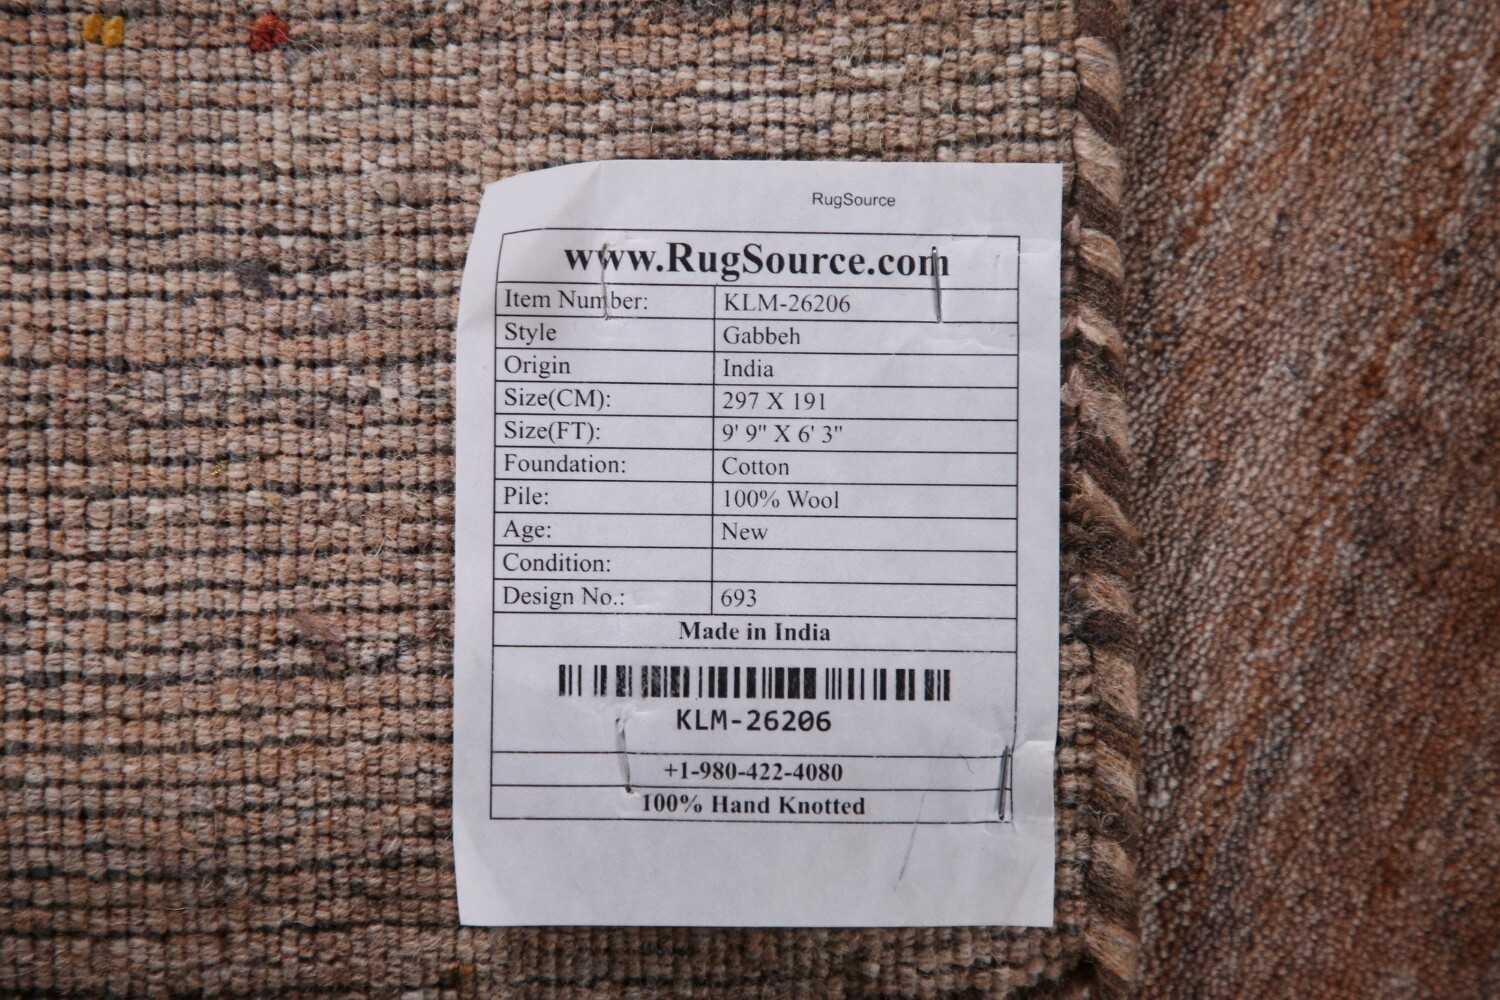 RugSource
www.RugSource.com
Item Number: KLM-26206
Style Gabbeh
Origin India
Size(CM): 297 X 191
Size(FT): 9' 9" X 6' 3"
Foundation: Cotton
Pile: 100% Wool
Age: New
Condition:
Design No.: 693
Made in India
KLM-26206
+1-980-422-4080
100% Hand Knotted